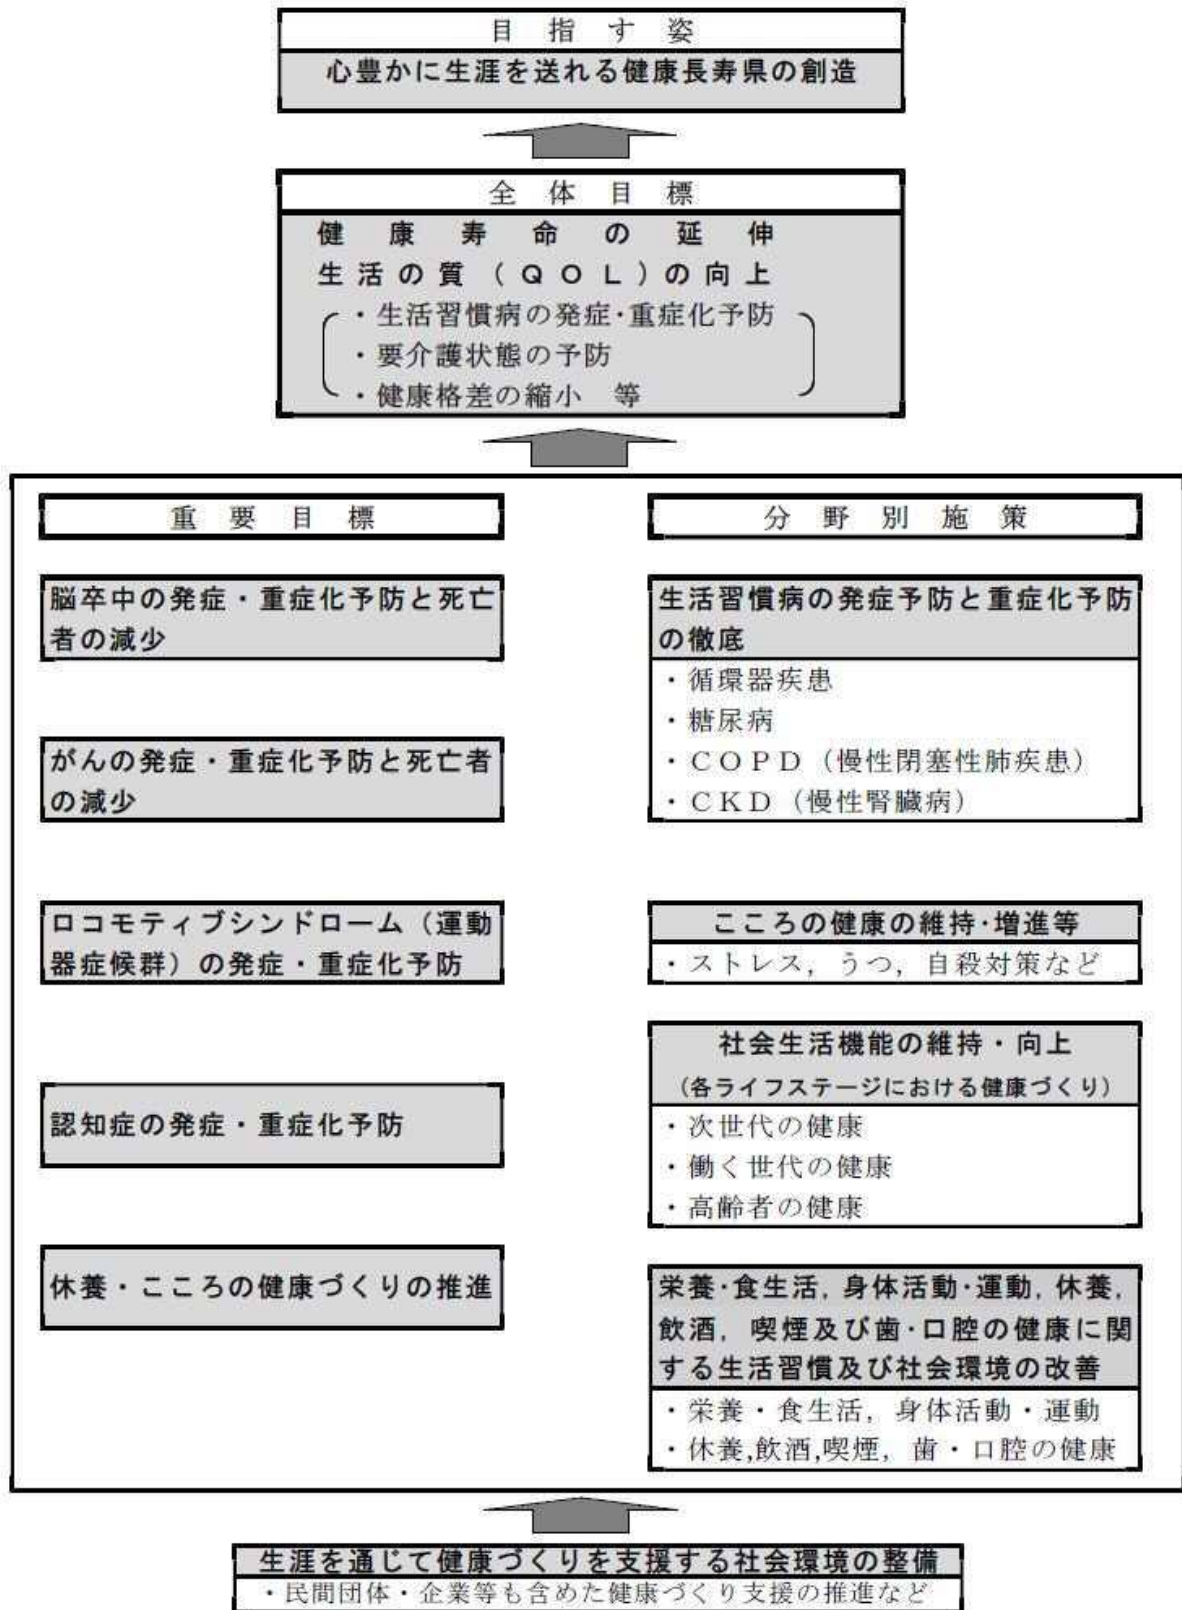 目指す姿
心豊かに生涯を送れる健康長寿県の創造
全体目標
健康寿命の延伸
生活の質（ＱＯＬ）の向上
・生活習慣病の発症・重症化予防
・要介護状態の予防
・健康格差の縮小　等
重要目標
脳卒中の発症・重症化予防と死亡
者の減少
がんの発症・重症化予防と死亡者
の減少
ロコモティブシンドローム（運動
器症候群）の発症・重症化予防
認知症の発症・重症化予防
休養・こころの健康づくりの推進
分野別施策
生活習慣病の発症予防と重症化予防
の徹底
・循環器疾患
・糖尿病
・ＣＯＰＤ（慢性閉塞性肺疾患）
・ＣＫＤ（慢性腎臓病）
こころの健康の維持・増進等
・ストレス，うつ，自殺対策など
社会生活機能の維持・向上
（各ライフステージにおける健康づくり）
・次世代の健康
・働く世代の健康
・高齢者の健康
栄養・食生活，身体活動・運動，休養，
飲酒，喫煙及び歯・口腔の健康に関
する生活習慣及び社会環境の改善
・栄養・食生活，身体活動・運動
・休養,飲酒,喫煙，歯・口腔の健康
生涯を通じて健康づくりを支援する社会環境の整備
・民間団体・企業等も含めた健康づくり支援の推進など